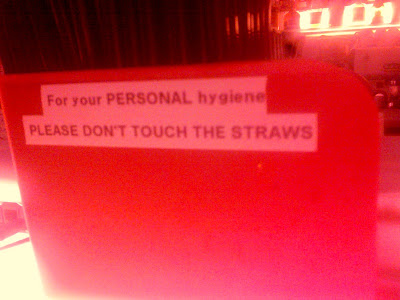 For your PERSONAL hygiene
PLEASE DON'T TOUCH THE STRAWS